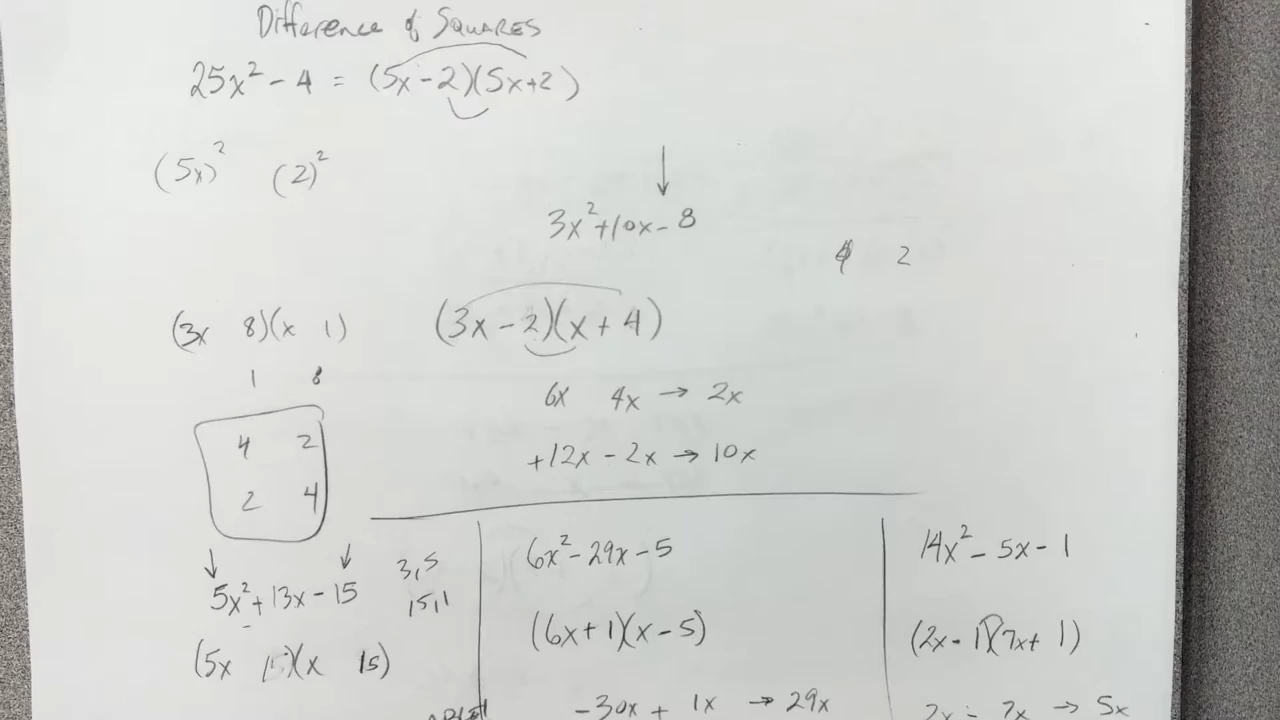 Difference of Squares
25x² - 4 = (5x - 2)(5x + 2)
(5x)² (2)²
3x² + 10x - 8
2
(3x 8)(x 1)
1 8
4 2
2 4
(3x - 2)(x + 4)
6x 4x → 2x
+12x - 2x → 10x
5x² + 13x - 15
3,5
15,1
(5x 15)(x 15)
6x² - 29x - 5
(6x + 1)(x - 5)
-30x + 1x → 29x
14x² - 5x - 1
(2x - 1)(7x + 1)
2x - 7x → 5x